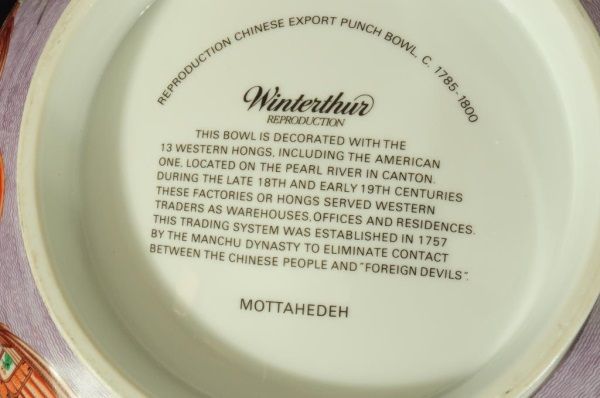 REPRODUCTION CHINESE EXPORT PUNCH BOWL. C. 1785-1800
Winterthur
REPRODUCTION
THIS BOWL IS DECORATED WITH THE
13 WESTERN HONGS, INCLUDING THE AMERICAN
ONE, LOCATED ON THE PEARL RIVER IN CANTON.
DURING THE LATE 18TH AND EARLY 19TH CENTURIES
THESE FACTORIES OR HONGS SERVED WESTERN
TRADERS AS WAREHOUSES, OFFICES AND RESIDENCES.
THIS TRADING SYSTEM WAS ESTABLISHED IN 1757
BY THE MANCHU DYNASTY TO ELIMINATE CONTACT
BETWEEN THE CHINESE PEOPLE AND "FOREIGN DEVILS".
MOTTAHEDEH